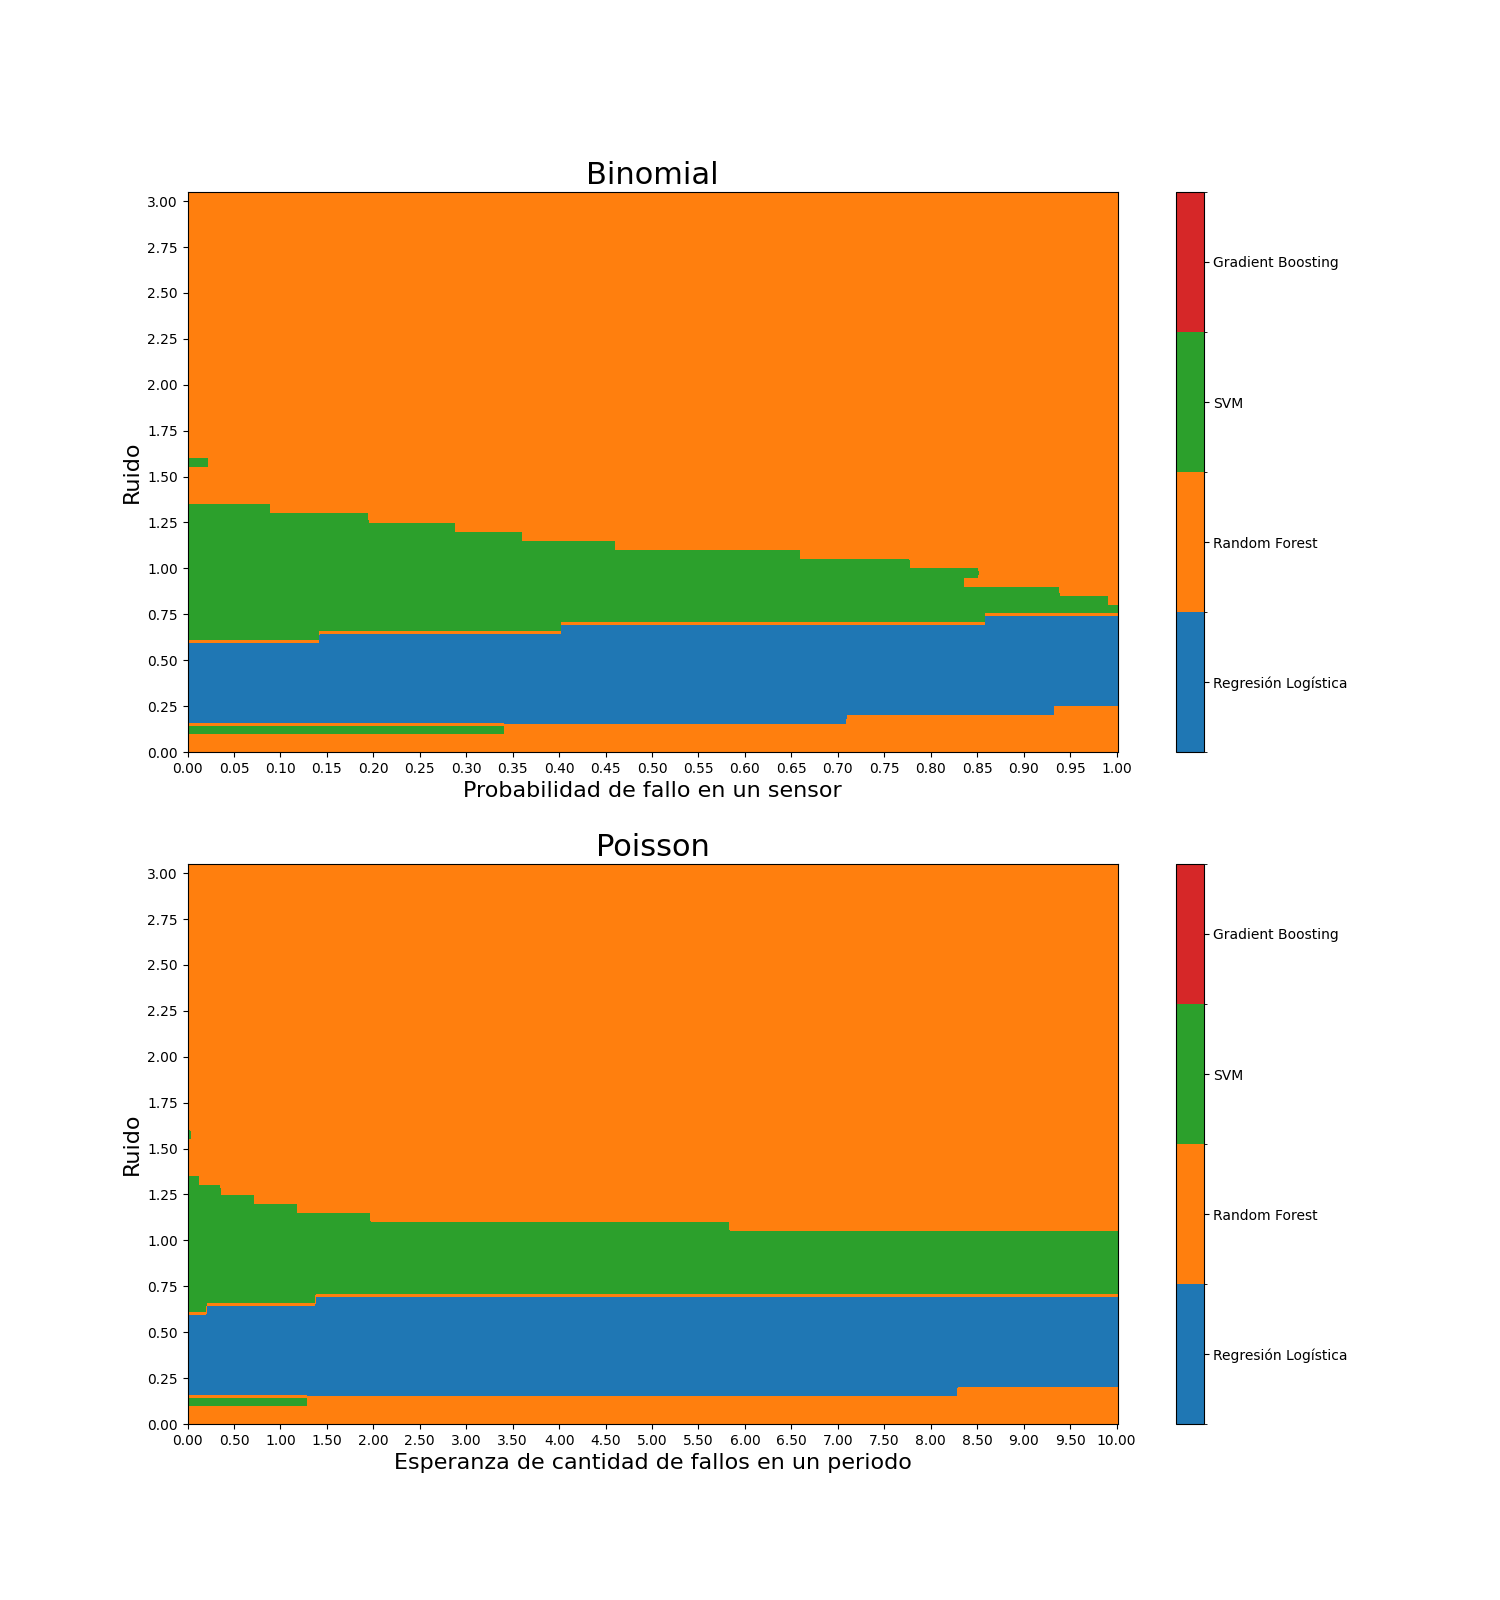 Binomial
3.00
2.75
2.50
2.25
2.00
1.75
1.50
1.25
1.00
0.75
0.50
0.25
0.00
Ruido
0.00 0.05 0.10 0.15 0.20 0.25 0.30 0.35 0.40 0.45 0.50 0.55 0.60 0.65 0.70 0.75 0.80 0.85 0.90 0.95 1.00
Probabilidad de fallo en un sensor
Gradient Boosting
SVM
Random Forest
Regresión Logística
Poisson
3.00
2.75
2.50
2.25
2.00
1.75
1.50
1.25
1.00
0.75
0.50
0.25
0.00
Ruido
0.00 0.50 1.00 1.50 2.00 2.50 3.00 3.50 4.00 4.50 5.00 5.50 6.00 6.50 7.00 7.50 8.00 8.50 9.00 9.50 10.00
Esperanza de cantidad de fallos en un periodo
Gradient Boosting
SVM
Random Forest
Regresión Logística